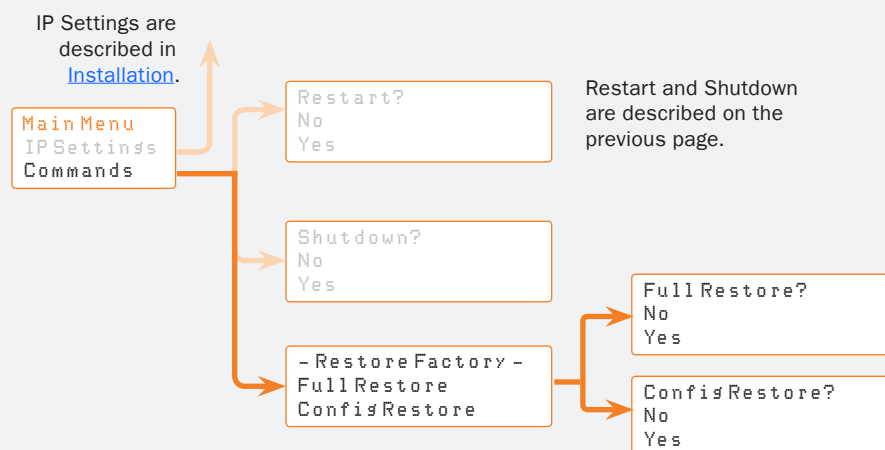 IP Settings are
described in
Installation.
Main Menu
IP Settings
Commands
Restart?
No
Yes
Restart and Shutdown
are described on the
previous page.
Shutdown?
No
Yes
– Restore Factory –
Full Restore
Config Restore
Full Restore?
No
Yes
Config Restore?
No
Yes